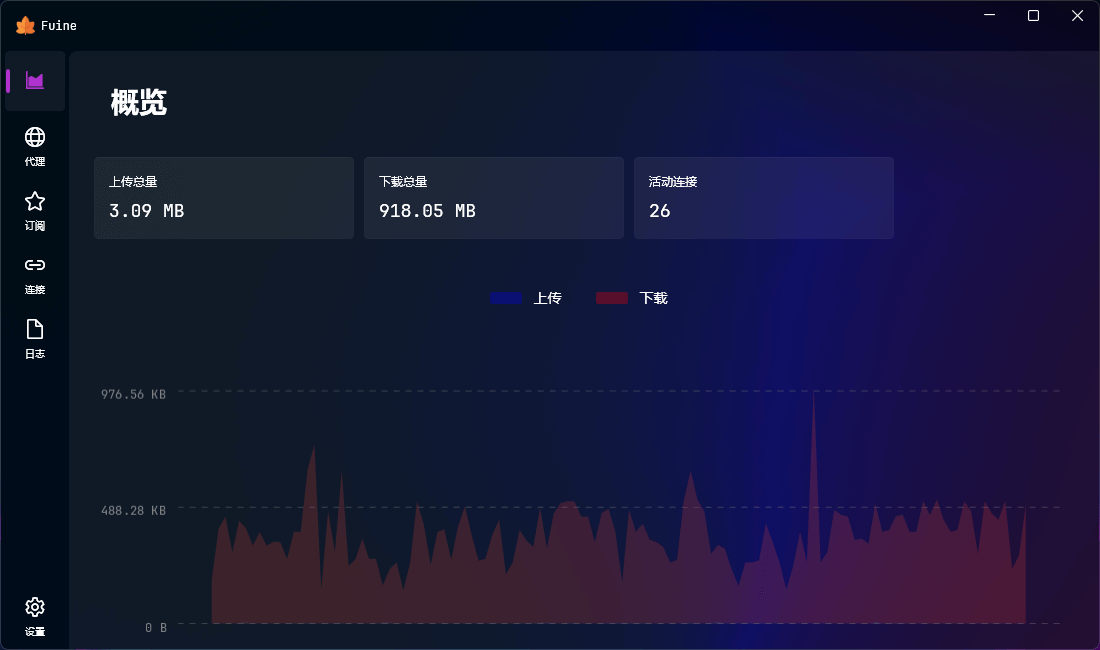 Fuine
概览
代理
订阅
连接
日志
设置
上传总量
3.09 MB
下载总量
918.05 MB
活动连接
26
上传
下载
976.56 KB
488.28 KB
0 B